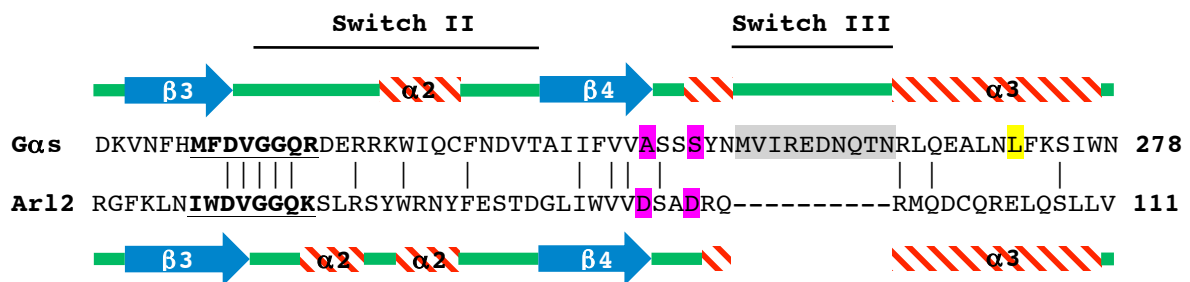 Switch II Switch III
β3 α2 β4 α3
Gαs DKVNFHMFDVGGQRDERRKWIQCFNDVTAIIFVVASSSYNMVIREDNQTNRLQEALNLFKSIWN 278
Arl2 RGFKLNIWDVGGQKSLRSYWRNYFESTDGLIWVVDSADRQ----------RMQDCQRELQSLLV 111
β3 α2 α2 β4 α3